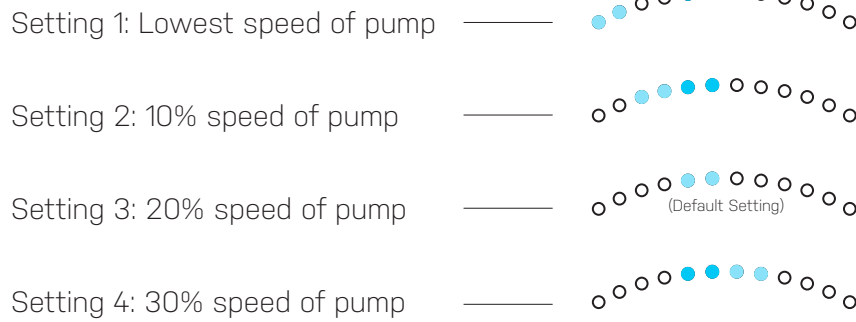 Setting 1: Lowest speed of pump
Setting 2: 10% speed of pump
Setting 3: 20% speed of pump
(Default Setting)
Setting 4: 30% speed of pump